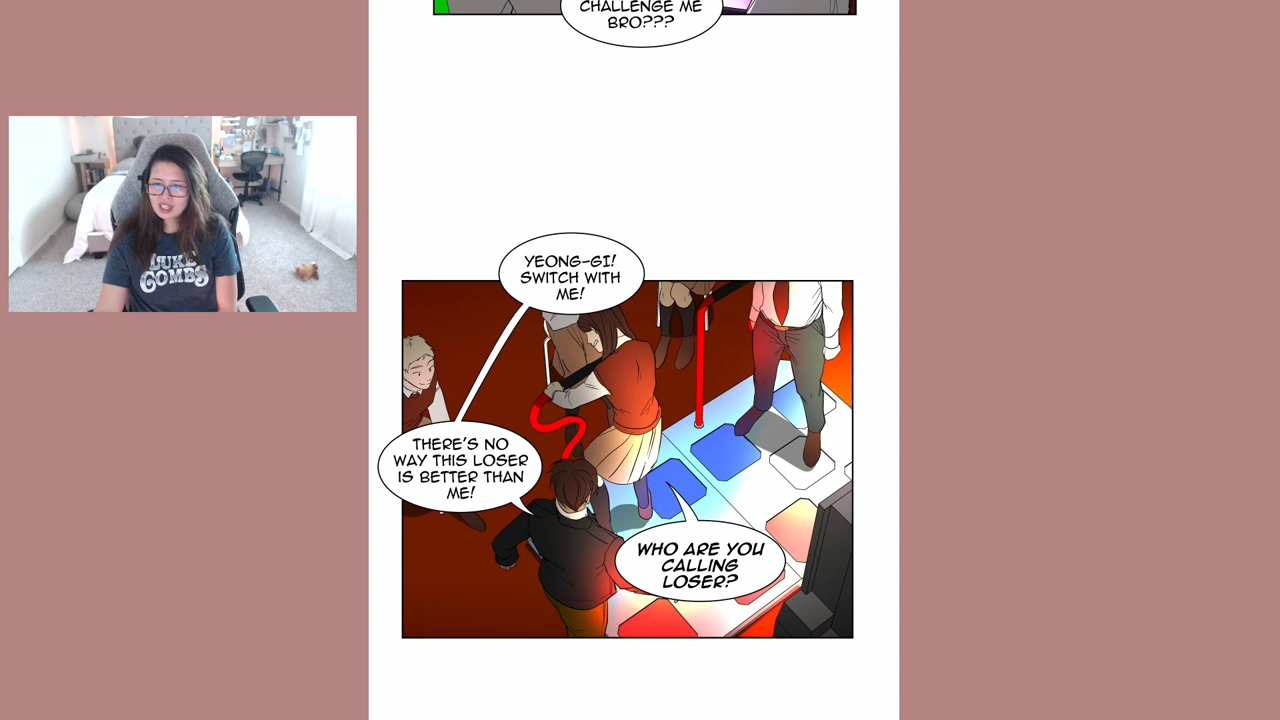 CHALLENGE ME
BRO???
YEONG-GI!
SWITCH WITH
ME!
THERE'S NO
WAY THIS LOSER
IS BETTER THAN
ME!
WHO ARE YOU
CALLING
LOSER?
LUKE
COMBS